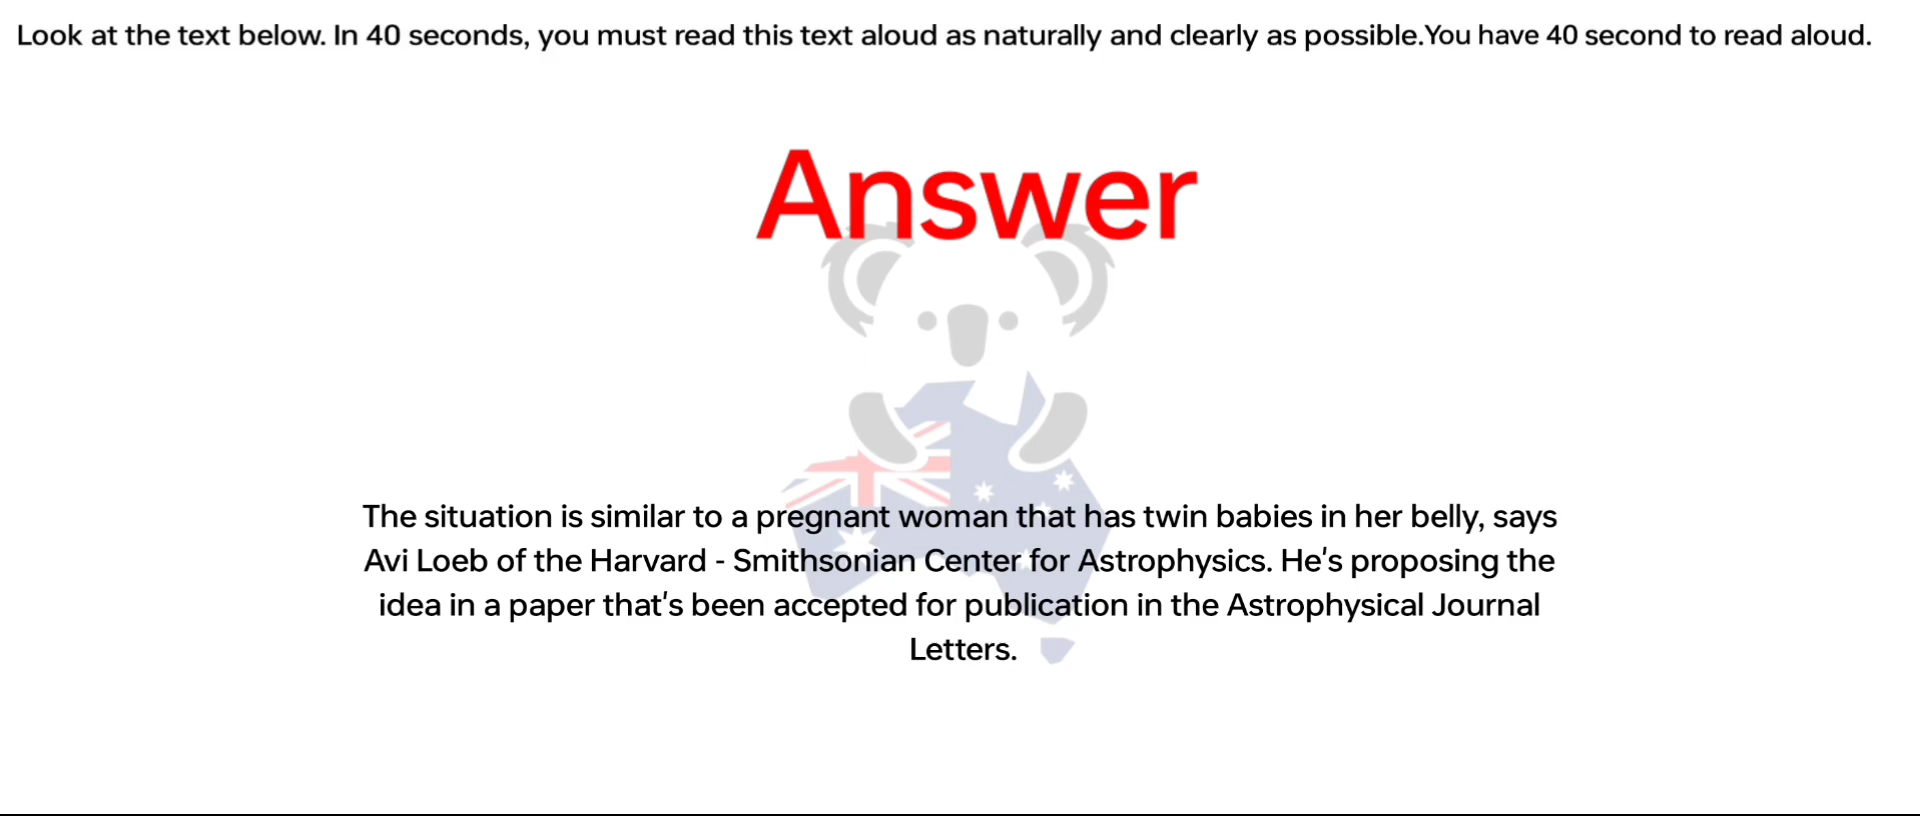 Look at the text below. In 40 seconds, you must read this text aloud as naturally and clearly as possible.You have 40 second to read aloud.
Answer
The situation is similar to a pregnant woman that has twin babies in her belly, says
Avi Loeb of the Harvard - Smithsonian Center for Astrophysics. He's proposing the
idea in a paper that's been accepted for publication in the Astrophysical Journal
Letters.